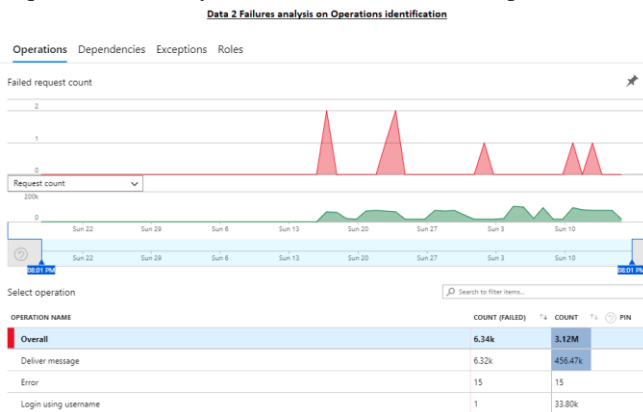 Data 2 Failures analysis on Operations identification
Operations Dependencies Exceptions Roles
Failed request count
2
1
0
Request count
200k
0
Sun 22 Sun 29 Sun 6 Sun 13 Sun 20 Sun 27 Sun 3 Sun 10
Sun 22 Sun 29 Sun 6 Sun 13 Sun 20 Sun 27 Sun 3 Sun 10
08:01 PM 08:01 PM
Select operation Search to filter items...
OPERATION NAME COUNT (FAILED) COUNT PIN
Overall 6.34k 3.12M
Deliver message 6.32k 456.47k
Error 15 15
Login using username 1 33.80k